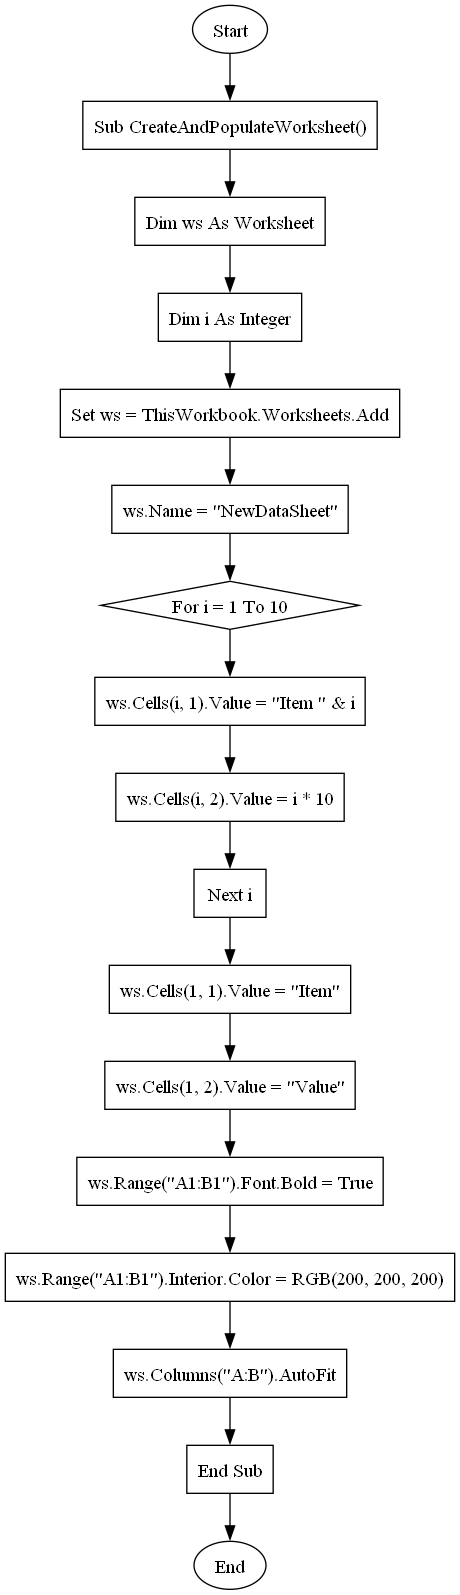 Start
Sub CreateAndPopulateWorksheet()
Dim ws As Worksheet
Dim i As Integer
Set ws = ThisWorkbook.Worksheets.Add
ws.Name = "NewDataSheet"
For i = 1 To 10
ws.Cells(i, 1).Value = "Item " & i
ws.Cells(i, 2).Value = i * 10
Next i
ws.Cells(1, 1).Value = "Item"
ws.Cells(1, 2).Value = "Value"
ws.Range("A1:B1").Font.Bold = True
ws.Range("A1:B1").Interior.Color = RGB(200, 200, 200)
ws.Columns("A:B").AutoFit
End Sub
End